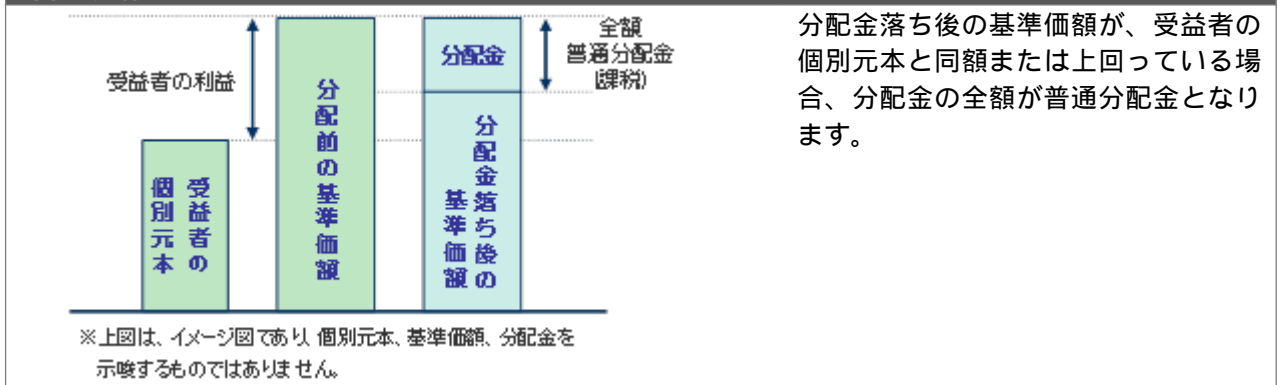 受益者の利益
受益者の
個別元本
分配前の基準価額
分配金
分配金落ち後の
基準価額
全額
普通分配金
(課税)
※上図は、イメージ図であり、個別元本、基準価額、分配金を
示唆するものではありません。
分配金落ち後の基準価額が、受益者の
個別元本と同額または上回っている場
合、分配金の全額が普通分配金となり
ます。